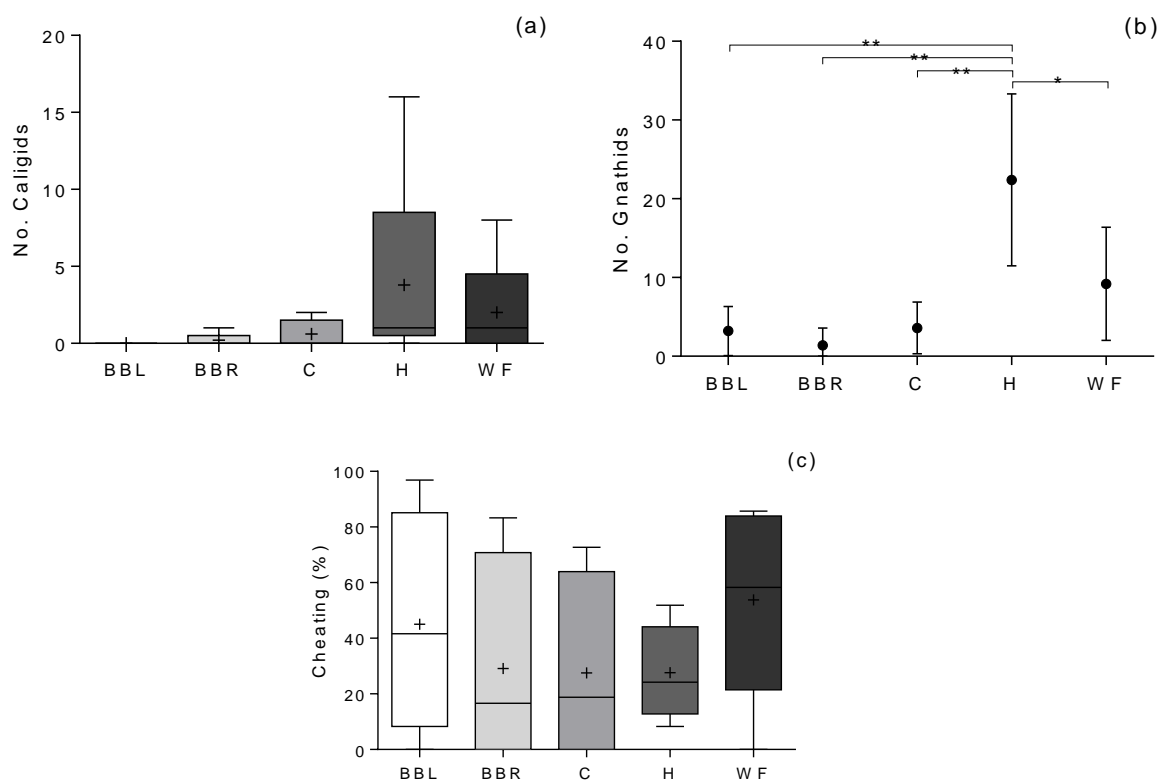 (a)
No. Caligids
20
15
10
5
0
BBL BBR C H WF
(b)
No. Gnathids
40
30
20
10
0
** 
**
**
*
BBL BBR C H WF
(c)
Cheating (%)
100
80
60
40
20
0
BBL BBR C H WF